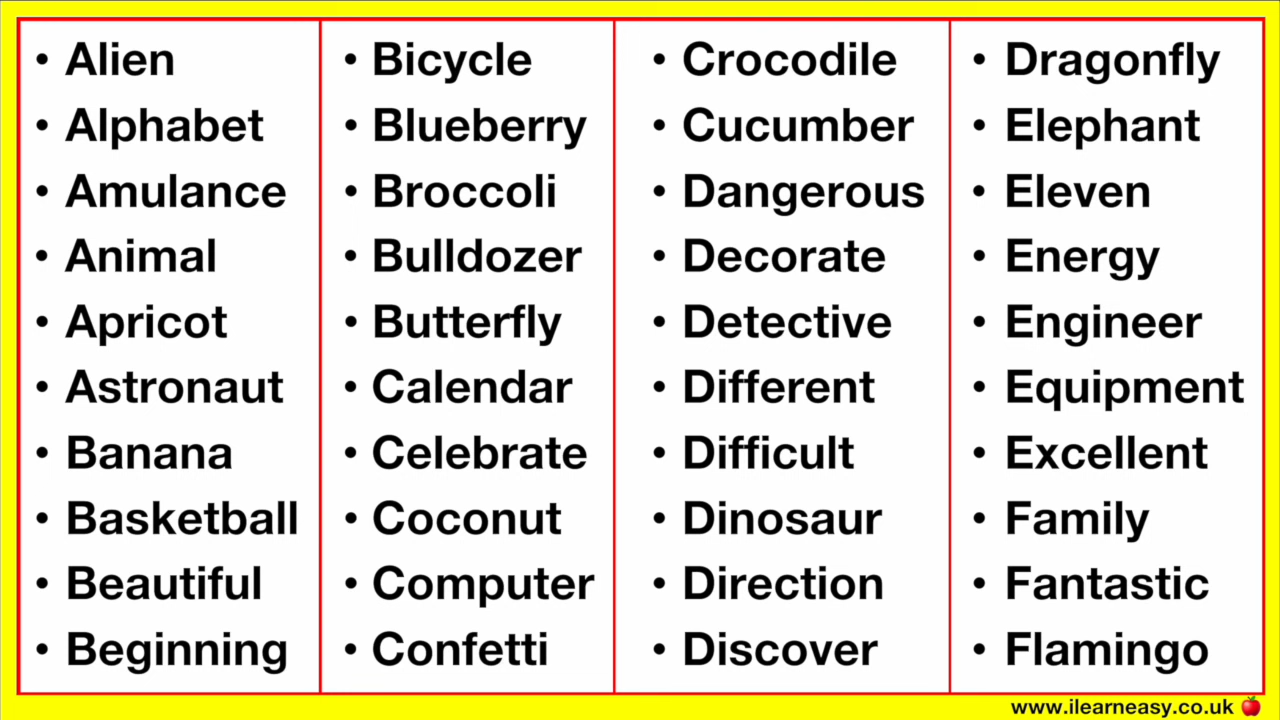 • Alien
• Alphabet
• Amulance
• Animal
• Apricot
• Astronaut
• Banana
• Basketball
• Beautiful
• Beginning
• Bicycle
• Blueberry
• Broccoli
• Bulldozer
• Butterfly
• Calendar
• Celebrate
• Coconut
• Computer
• Confetti
• Crocodile
• Cucumber
• Dangerous
• Decorate
• Detective
• Different
• Difficult
• Dinosaur
• Direction
• Discover
• Dragonfly
• Elephant
• Eleven
• Energy
• Engineer
• Equipment
• Excellent
• Family
• Fantastic
• Flamingo
www.ilearneasy.co.uk